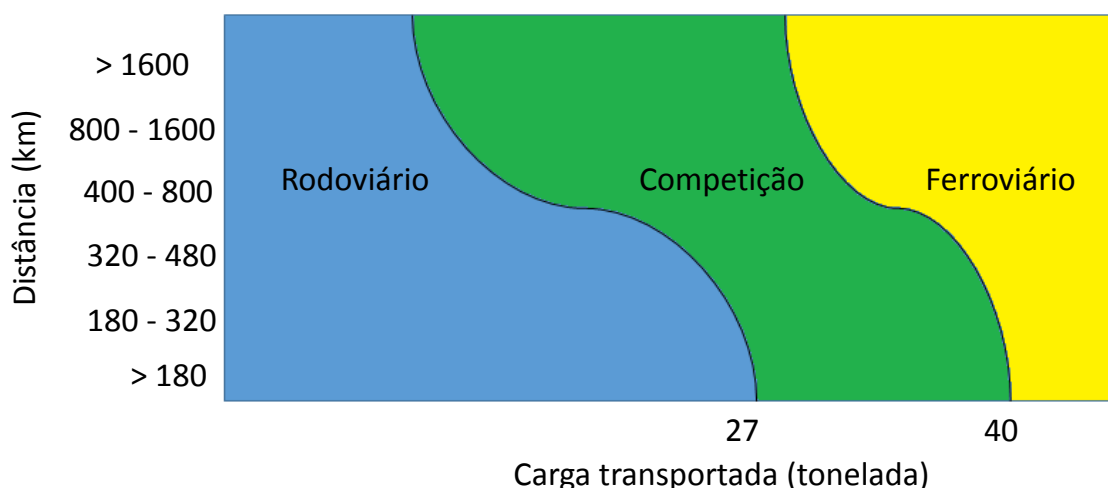 Distância (km)
> 1600
800 - 1600
400 - 800
320 - 480
180 - 320
> 180
Rodoviário
Competição
Ferroviário
27
40
Carga transportada (tonelada)